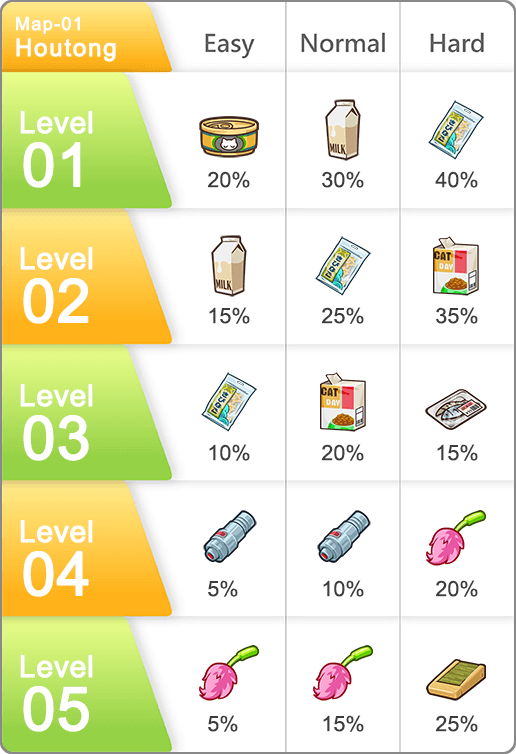 Map-01
Houtong
Easy Normal Hard
Level
01
MILK
20% 30% 40%
Level
02
MILK
CAT
DAY
15% 25% 35%
Level
03
CAT
DAY
10% 20% 15%
Level
04
5% 10% 20%
Level
05
5% 15% 25%